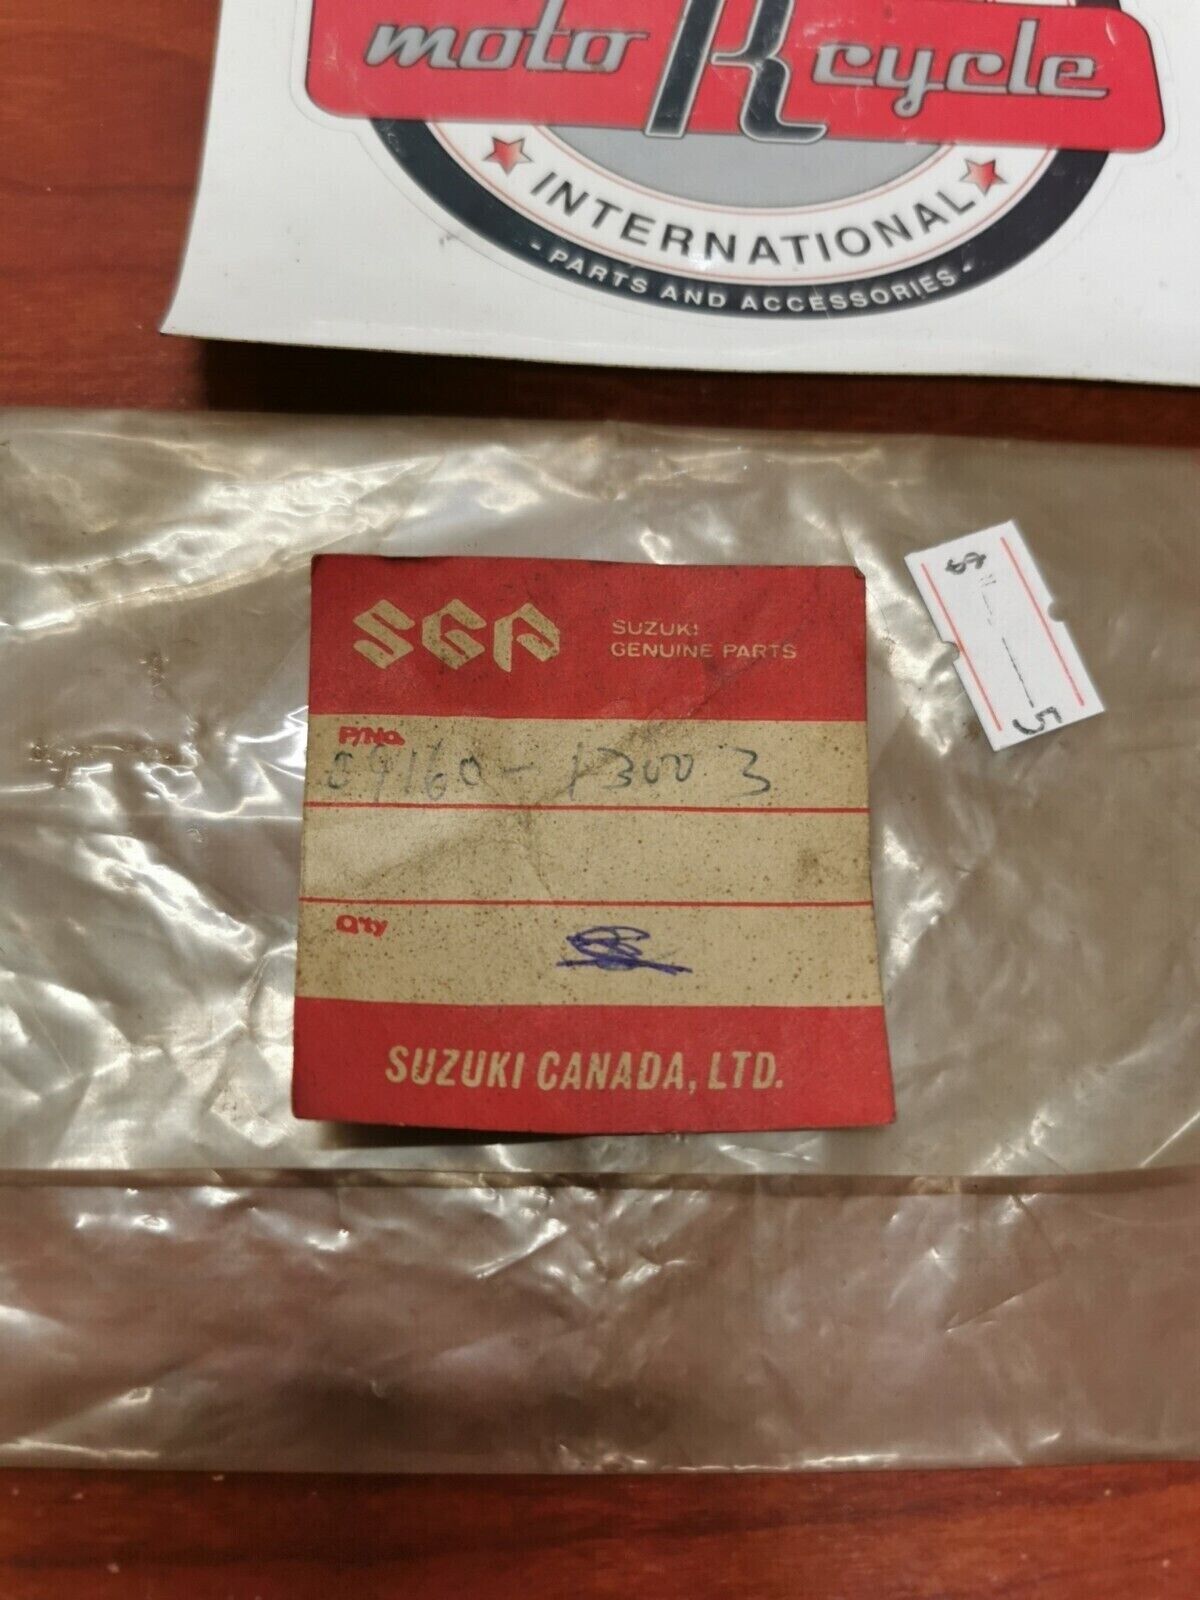 moto R cycle
INTERNATIONAL
- PARTS AND ACCESSORIES -
SGP
SUZUKI
GENUINE PARTS
P/No.
09160-13003
Q'ty
SUZUKI CANADA, LTD.